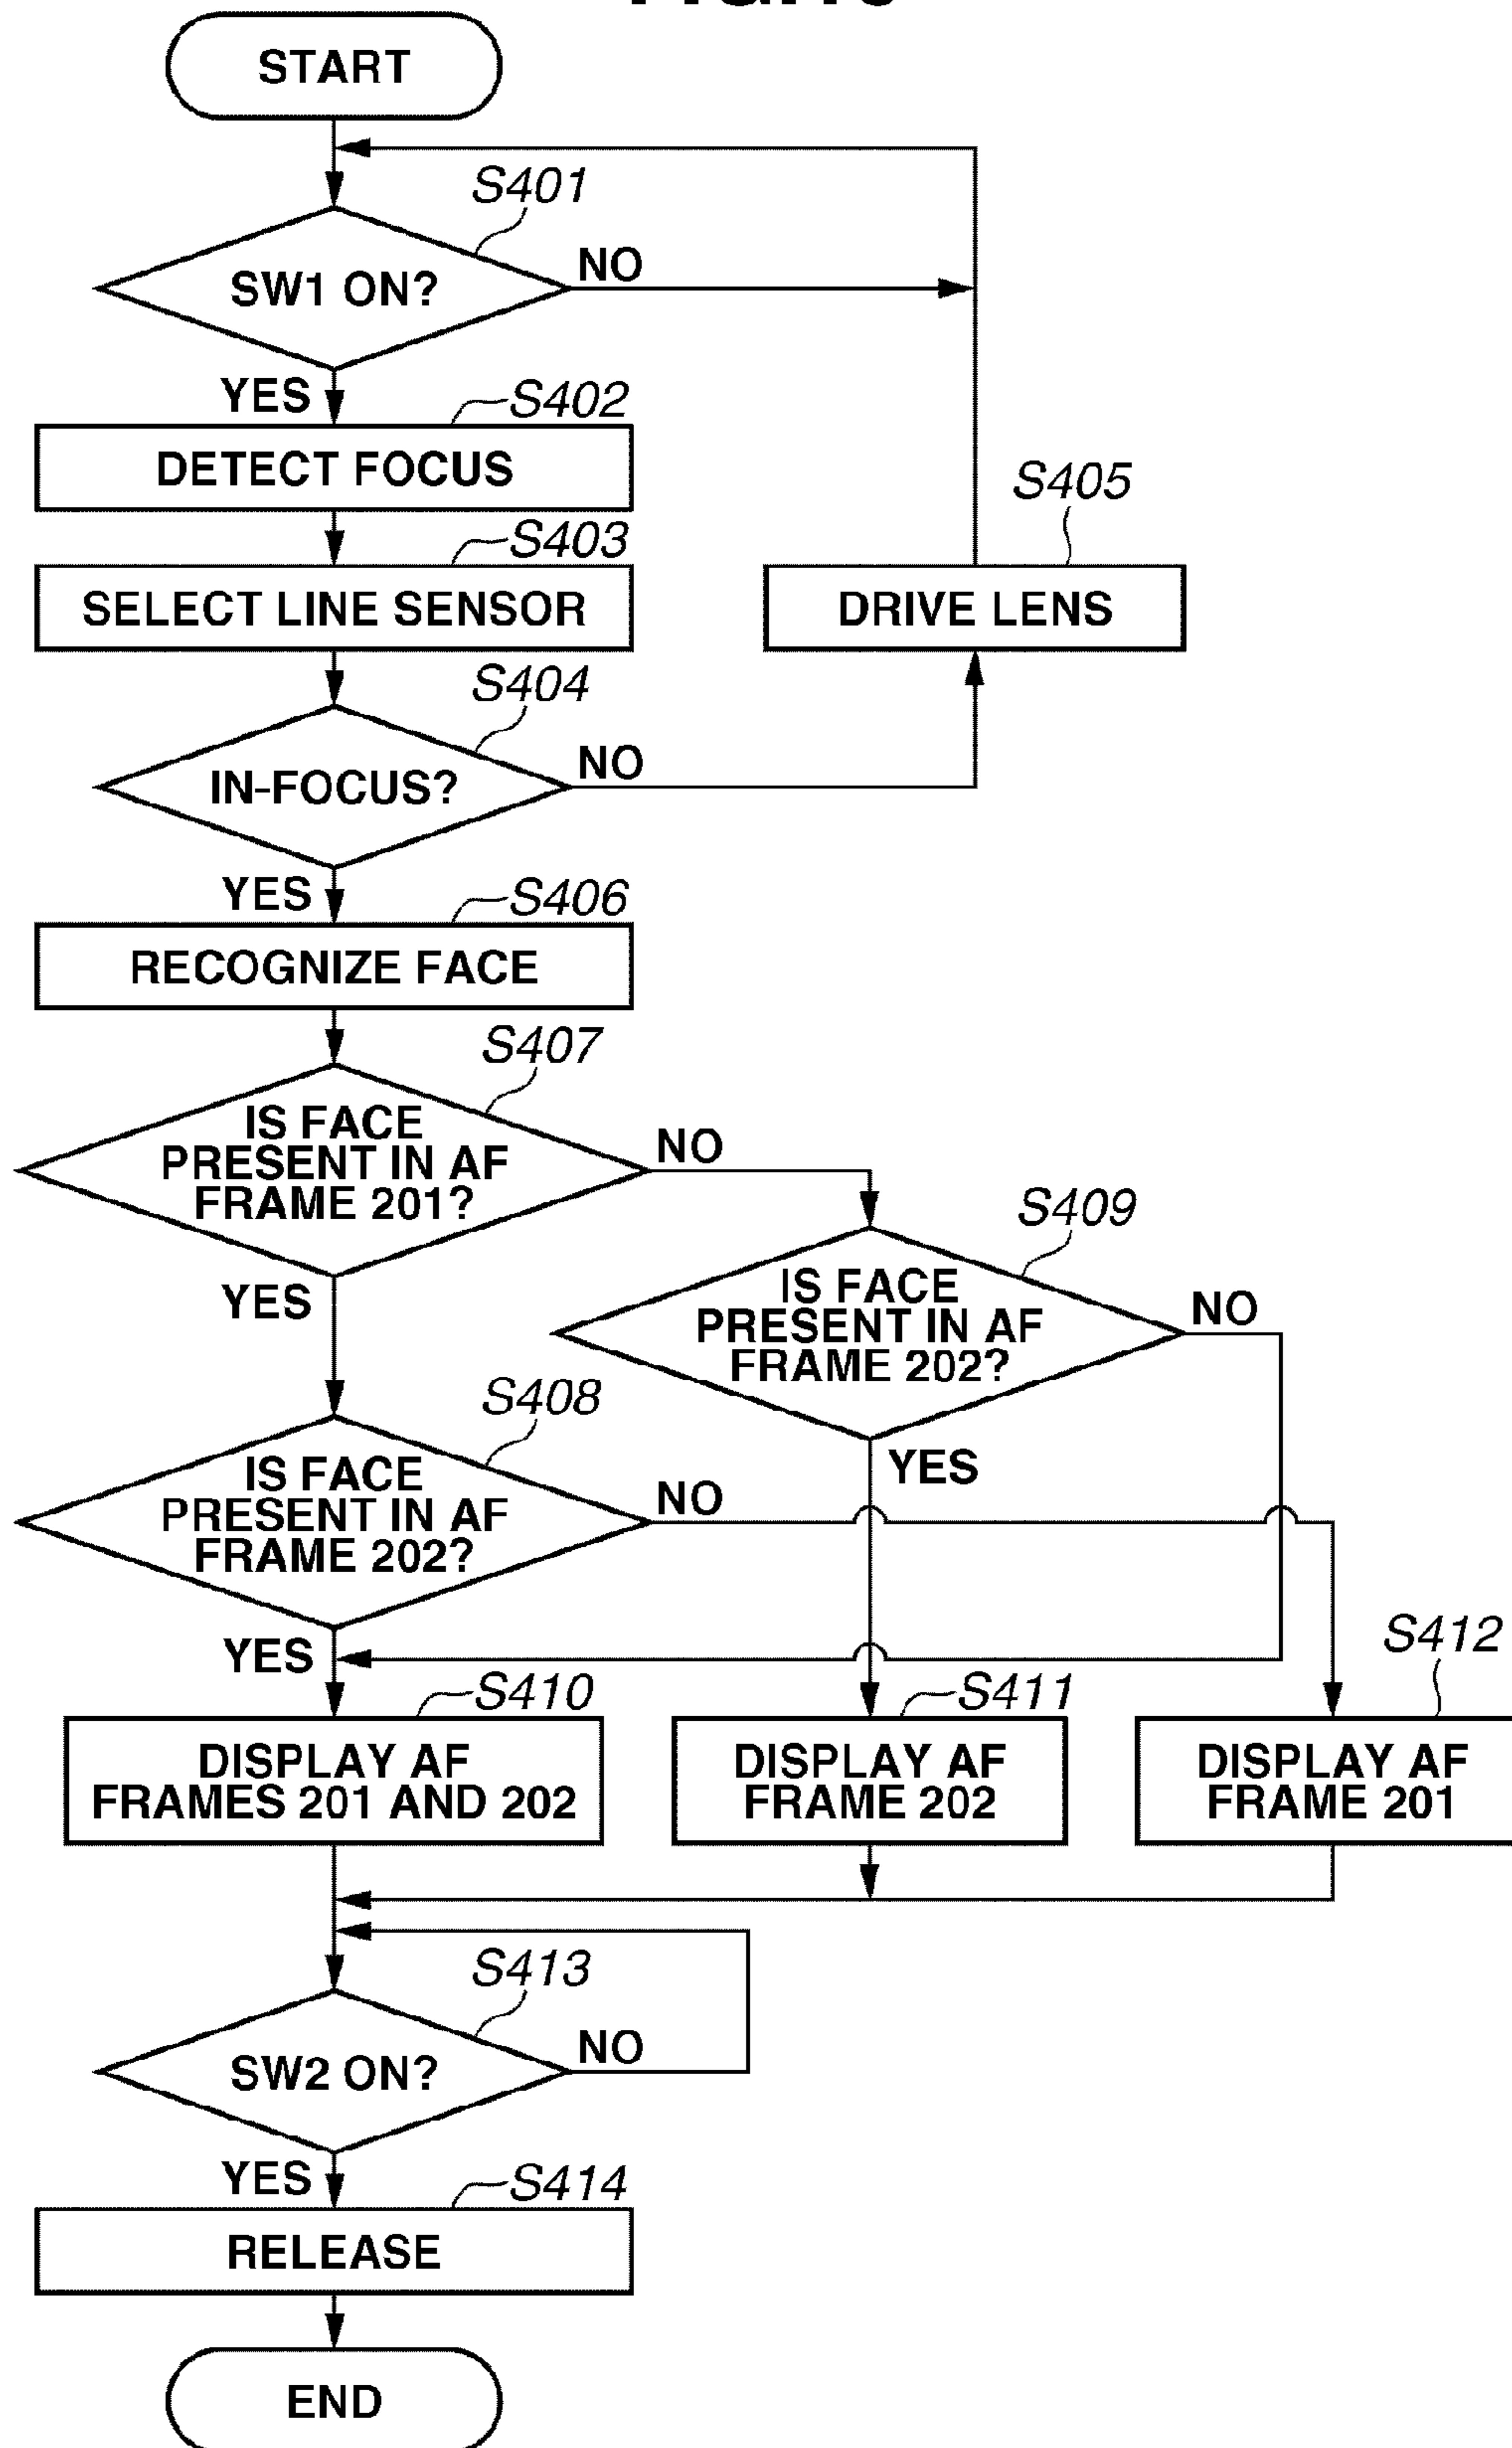 START
S401
SW1 ON?
NO
YES
S402
DETECT FOCUS
S403
SELECT LINE SENSOR
S405
DRIVE LENS
S404
IN-FOCUS?
NO
YES
S406
RECOGNIZE FACE
S407
IS FACE
PRESENT IN AF
FRAME 201?
NO
YES
S409
IS FACE
PRESENT IN AF
FRAME 202?
NO
YES
S408
IS FACE
PRESENT IN AF
FRAME 202?
NO
YES
S410
DISPLAY AF
FRAMES 201 AND 202
S411
DISPLAY AF
FRAME 202
S412
DISPLAY AF
FRAME 201
S413
SW2 ON?
NO
YES
S414
RELEASE
END